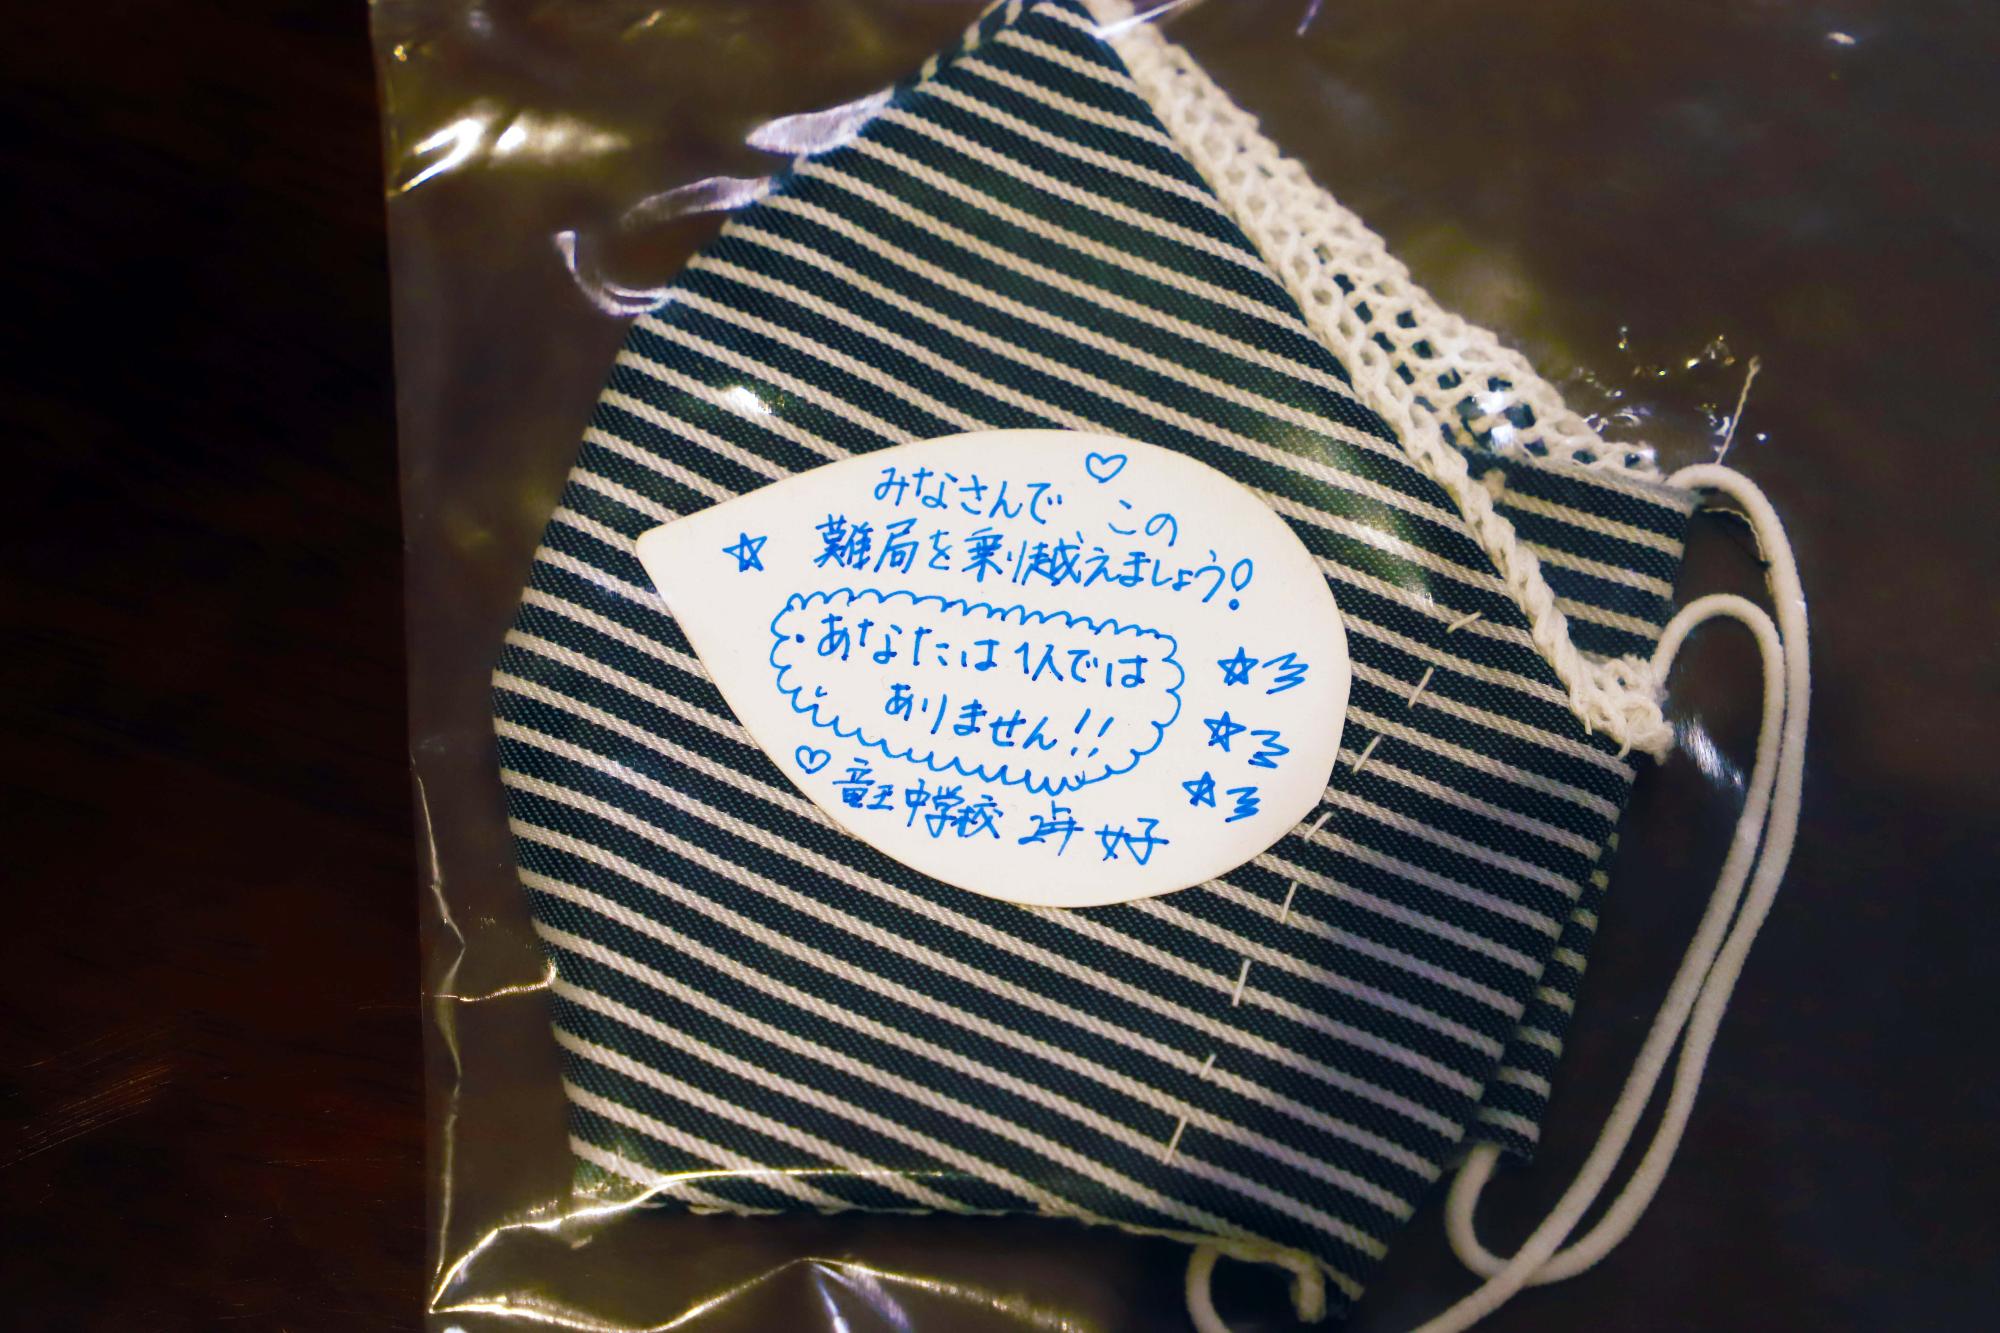 みなさんで この
難局を乗り越えましょう!
あなたは1人では
ありません!!
竜王中学校 2年 女子